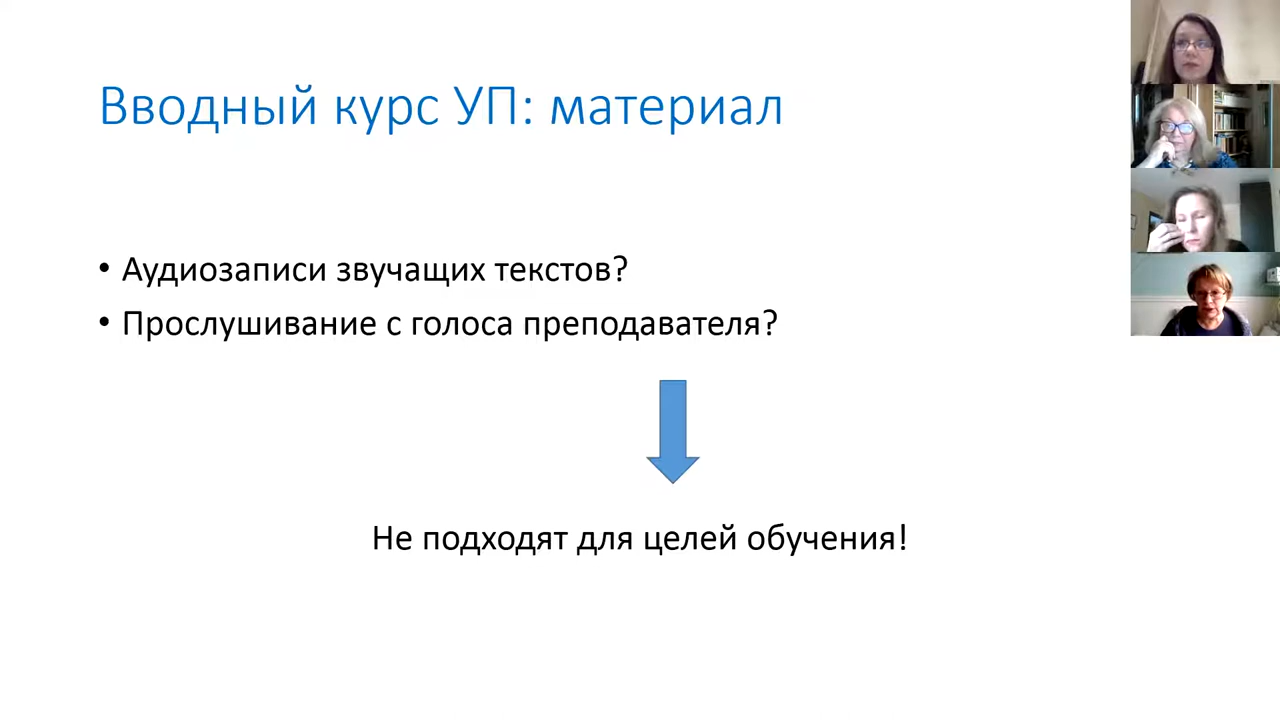 Вводный курс УП: материал
• Аудиозаписи звучащих текстов?
• Прослушивание с голоса преподавателя?
Не подходят для целей обучения!